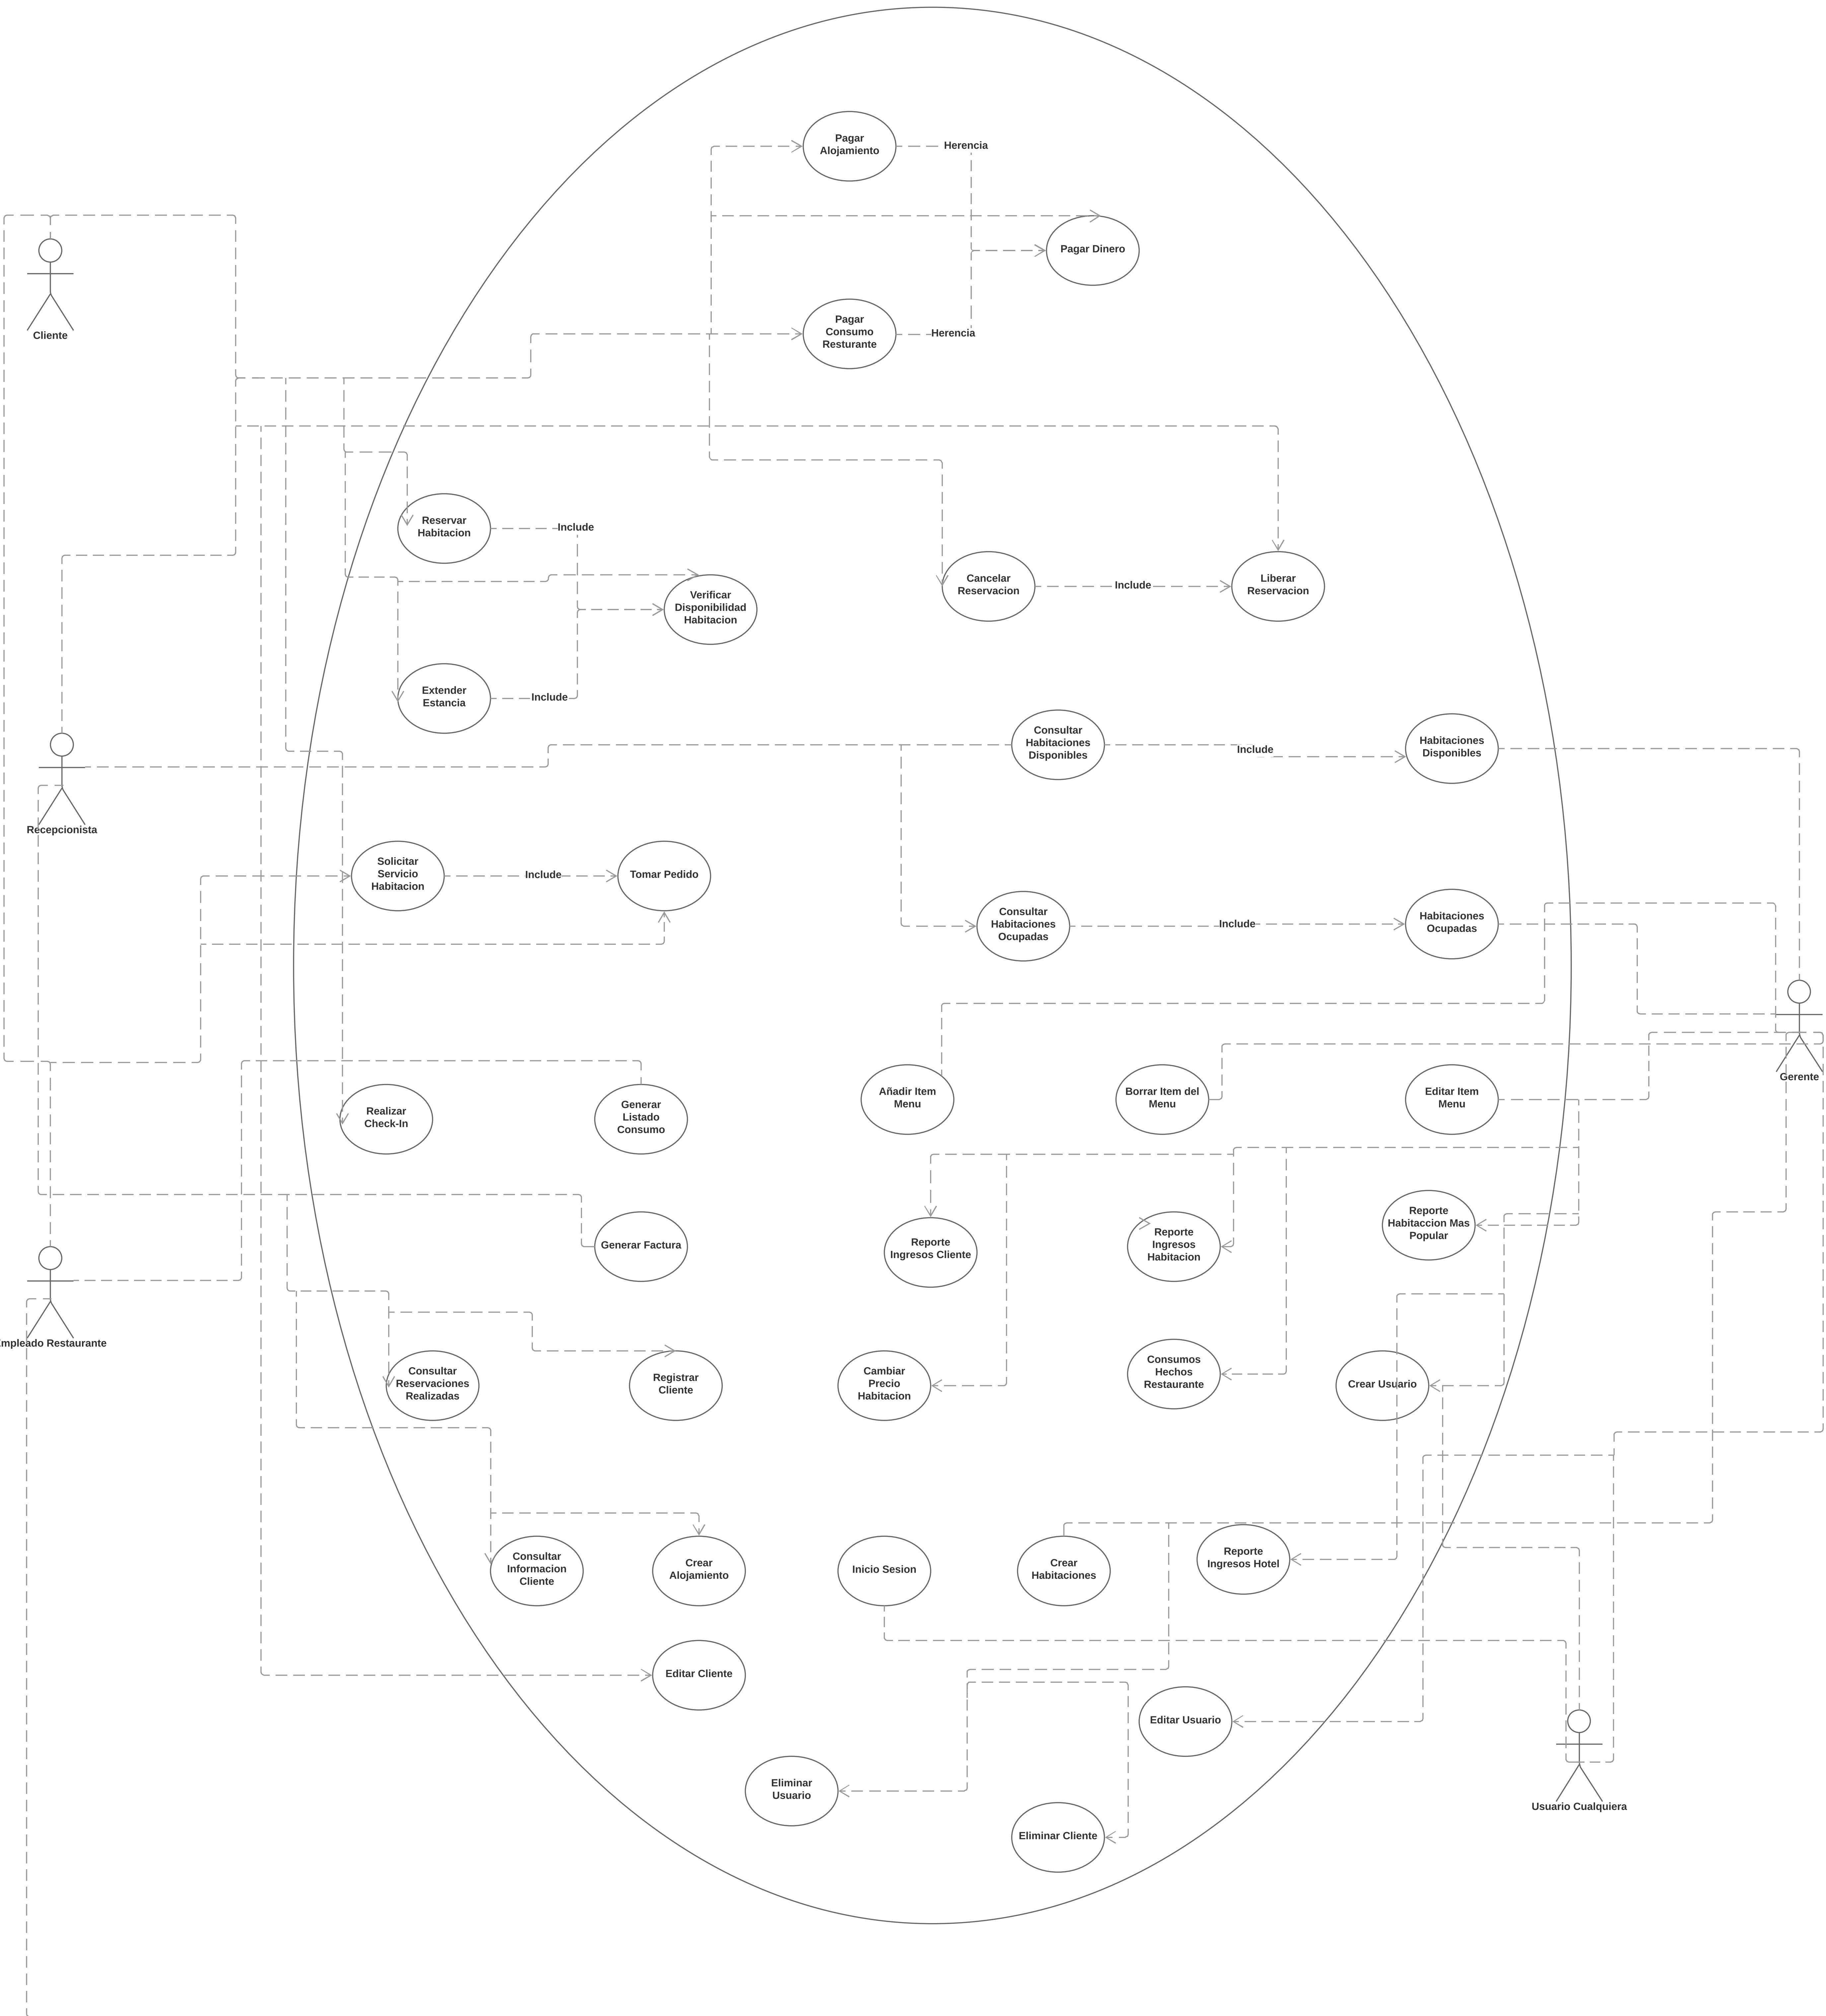 Pagar
Alojamiento
Herencia
Pagar Dinero
Pagar
Consumo
Resturante
Herencia
Cliente
Reservar
Habitacion
Include
Verificar
Disponibilidad
Habitacion
Cancelar
Reservacion
Include
Liberar
Reservacion
Extender
Estancia
Include
Consultar
Habitaciones
Disponibles
Include
Habitaciones
Disponibles
Recepcionista
Solicitar
Servicio
Habitacion
Include
Tomar Pedido
Consultar
Habitaciones
Ocupadas
Include
Habitaciones
Ocupadas
Gerente
Realizar
Check-In
Generar
Listado
Consumo
Añadir Item
Menu
Borrar Item del
Menu
Editar Item
Menu
Generar Factura
Reporte
Ingresos Cliente
Reporte
Ingresos
Habitacion
Reporte
Habitaccion Mas
Popular
mpleado Restaurante
Consultar
Reservaciones
Realizadas
Registrar
Cliente
Cambiar
Precio
Habitacion
Consumos
Hechos
Restaurante
Crear Usuario
Consultar
Informacion
Cliente
Crear
Alojamiento
Inicio Sesion
Crear
Habitaciones
Reporte
Ingresos Hotel
Editar Cliente
Editar Usuario
Eliminar
Usuario
Eliminar Cliente
Usuario Cualquiera